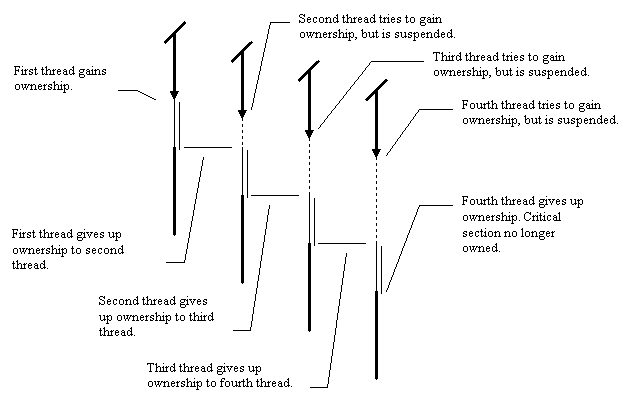 Second thread tries to gain
ownership, but is suspended.
Third thread tries to gain
ownership, but is suspended.
First thread gains
ownership.
Fourth thread tries to gain
ownership, but is suspended.
Fourth thread gives up
ownership. Critical
section no longer
owned.
First thread gives up
ownership to second
thread.
Second thread gives
up ownership to third
thread.
Third thread gives up
ownership to fourth thread.